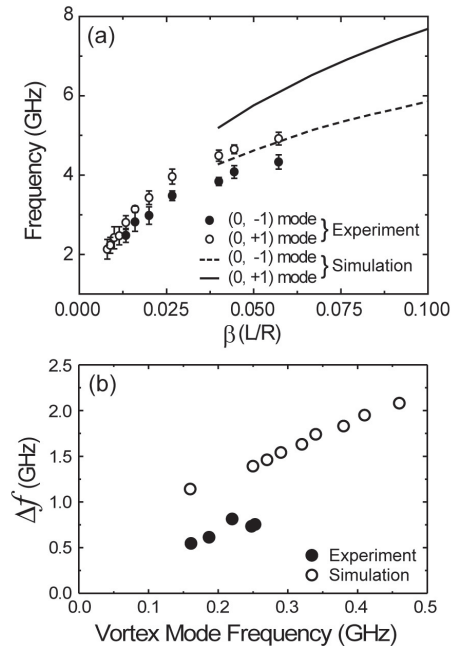 (a)
8
6
4
2
Frequency (GHz)
(0, -1) mode
(0, +1) mode
} Experiment
(0, -1) mode
(0, +1) mode
} Simulation
0.000 0.025 0.050 0.075 0.100
β (L/R)
(b)
2.5
2.0
1.5
1.0
0.5
0.0
Δf (GHz)
Experiment
Simulation
0.0 0.1 0.2 0.3 0.4 0.5
Vortex Mode Frequency (GHz)